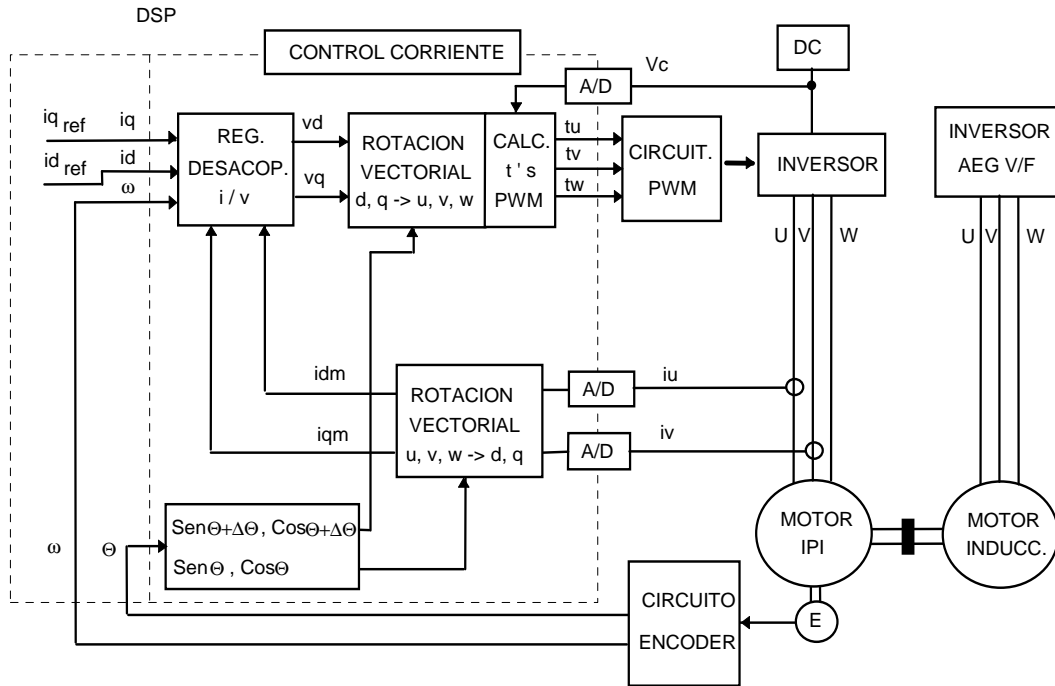 DSP
CONTROL CORRIENTE
DC
Vc
A/D
iq ref
iq
id ref
id
ω
REG.
DESACOP.
i / v
vd
vq
ROTACION
VECTORIAL
d, q -> u, v, w
CALC.
t ' s
PWM
tu
tv
tw
CIRCUIT.
PWM
INVERSOR
INVERSOR
AEG V/F
U V W
U V W
idm
iqm
ROTACION
VECTORIAL
u, v, w -> d, q
A/D
iu
A/D
iv
SenΘ+ΔΘ , CosΘ+ΔΘ
SenΘ , CosΘ
ω
Θ
MOTOR
IPI
MOTOR
INDUCC.
CIRCUITO
ENCODER
E